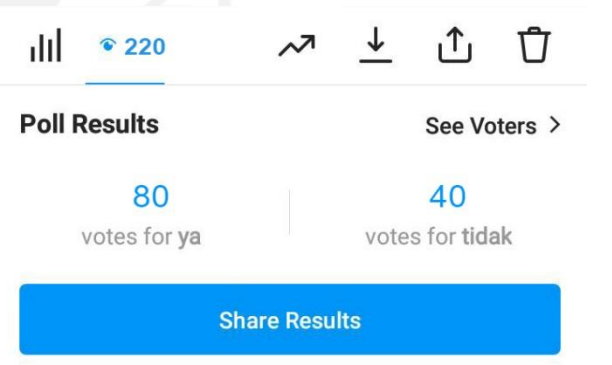 220
Poll Results
See Voters >
80
40
votes for ya
votes for tidak
Share Results